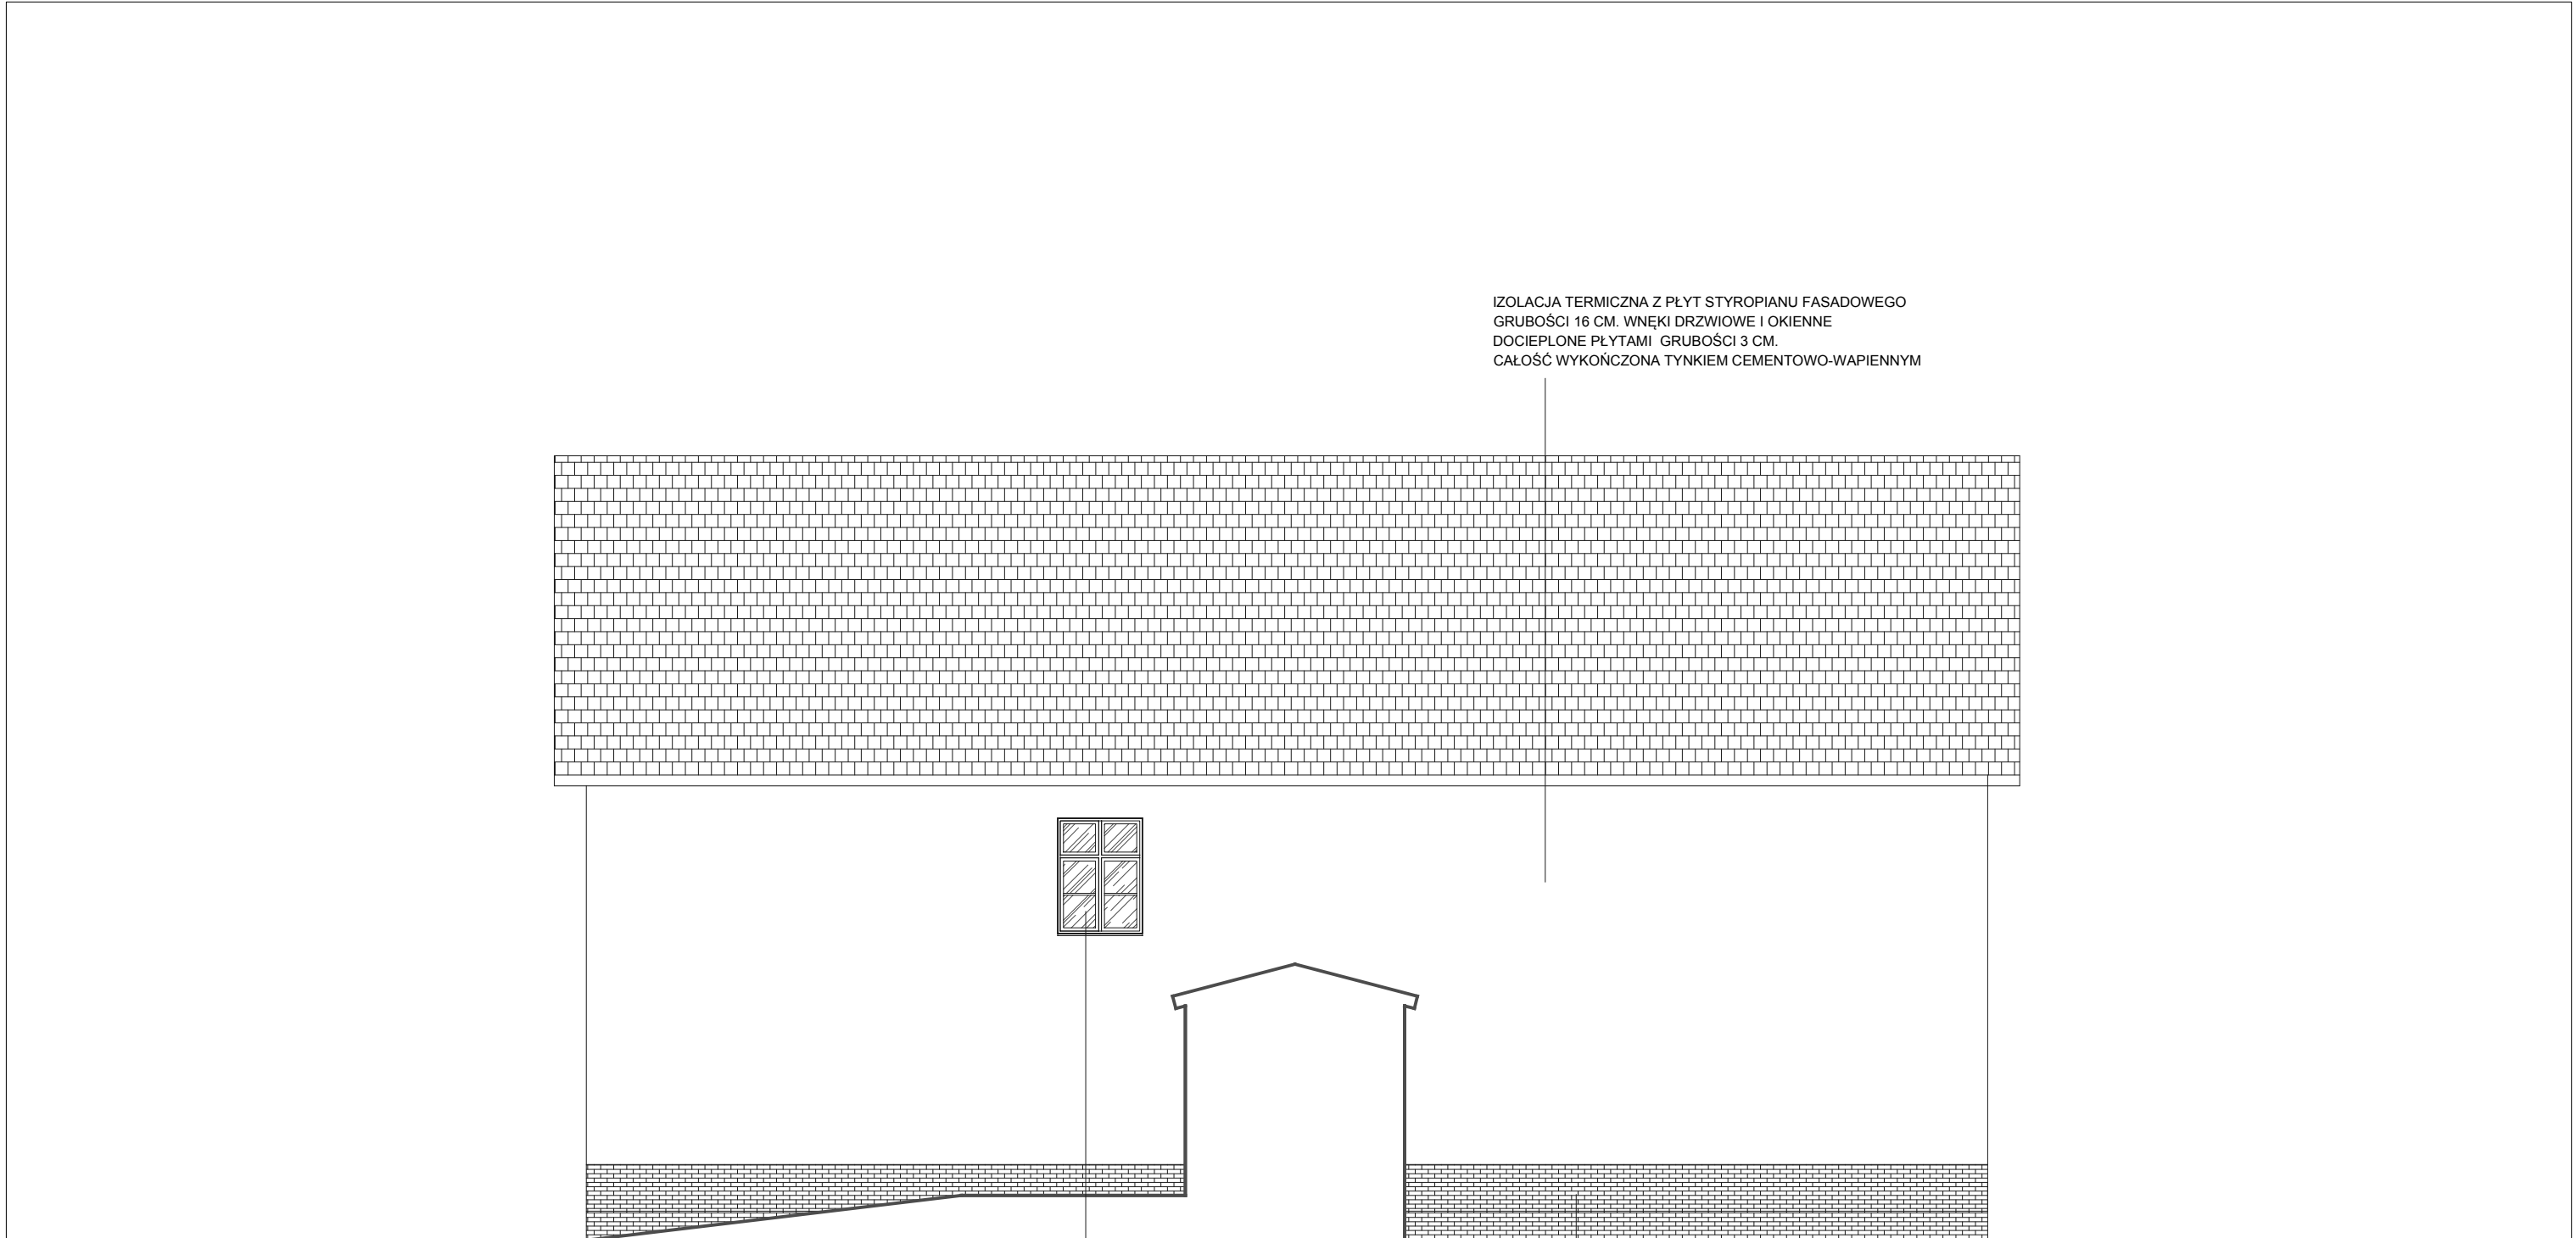 IZOLACJA TERMICZNA Z PŁYT STYROPIANU FASADOWEGO
GRUBOŚCI 16 CM. WNĘKI DRZWIOWE I OKIENNE
DOCIEPLONE PŁYTAMI  GRUBOŚCI 3 CM.
CAŁOŚĆ WYKOŃCZONA TYNKIEM CEMENTOWO-WAPIENNYM